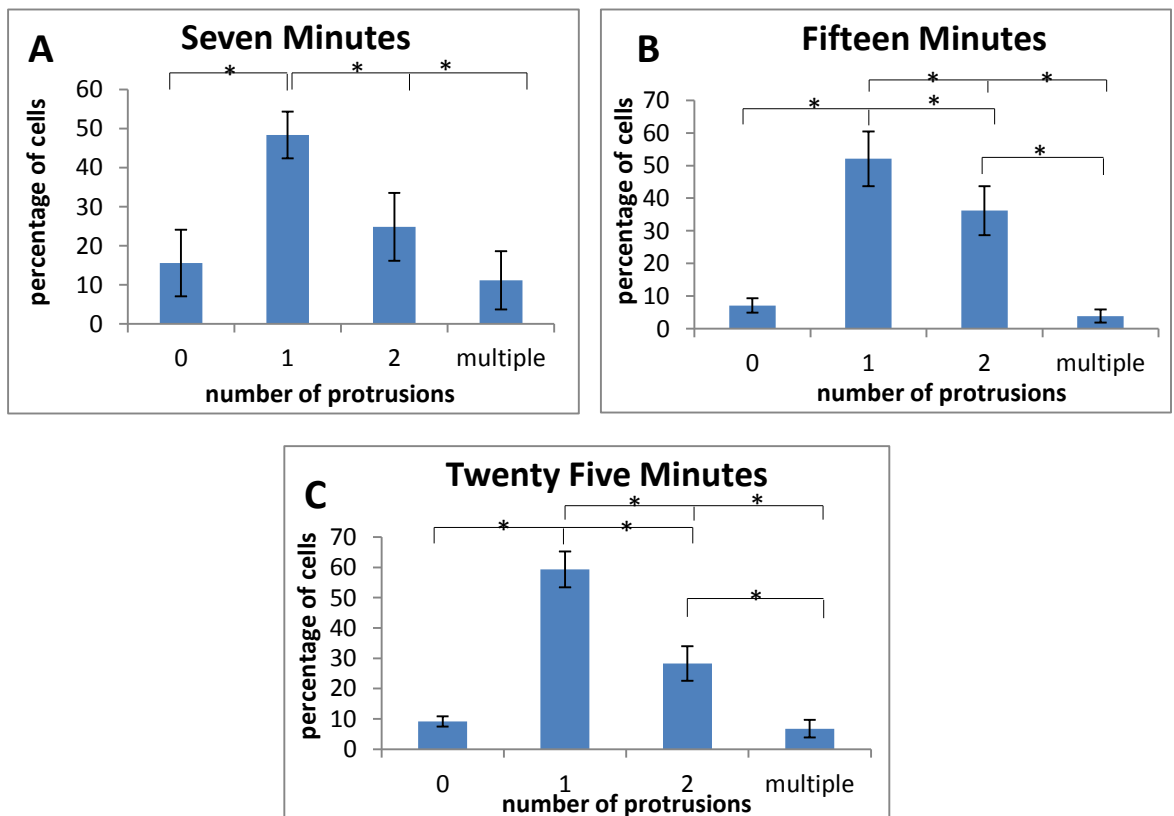 A
Seven Minutes
* * *
percentage of cells
60
50
40
30
20
10
0
0 1 2 multiple
number of protrusions
B
Fifteen Minutes
* *
* *
*
percentage of cells
70
60
50
40
30
20
10
0
0 1 2 multiple
number of protrusions
C
Twenty Five Minutes
* *
* *
*
percentage of cells
70
60
50
40
30
20
10
0
0 1 2 multiple
number of protrusions